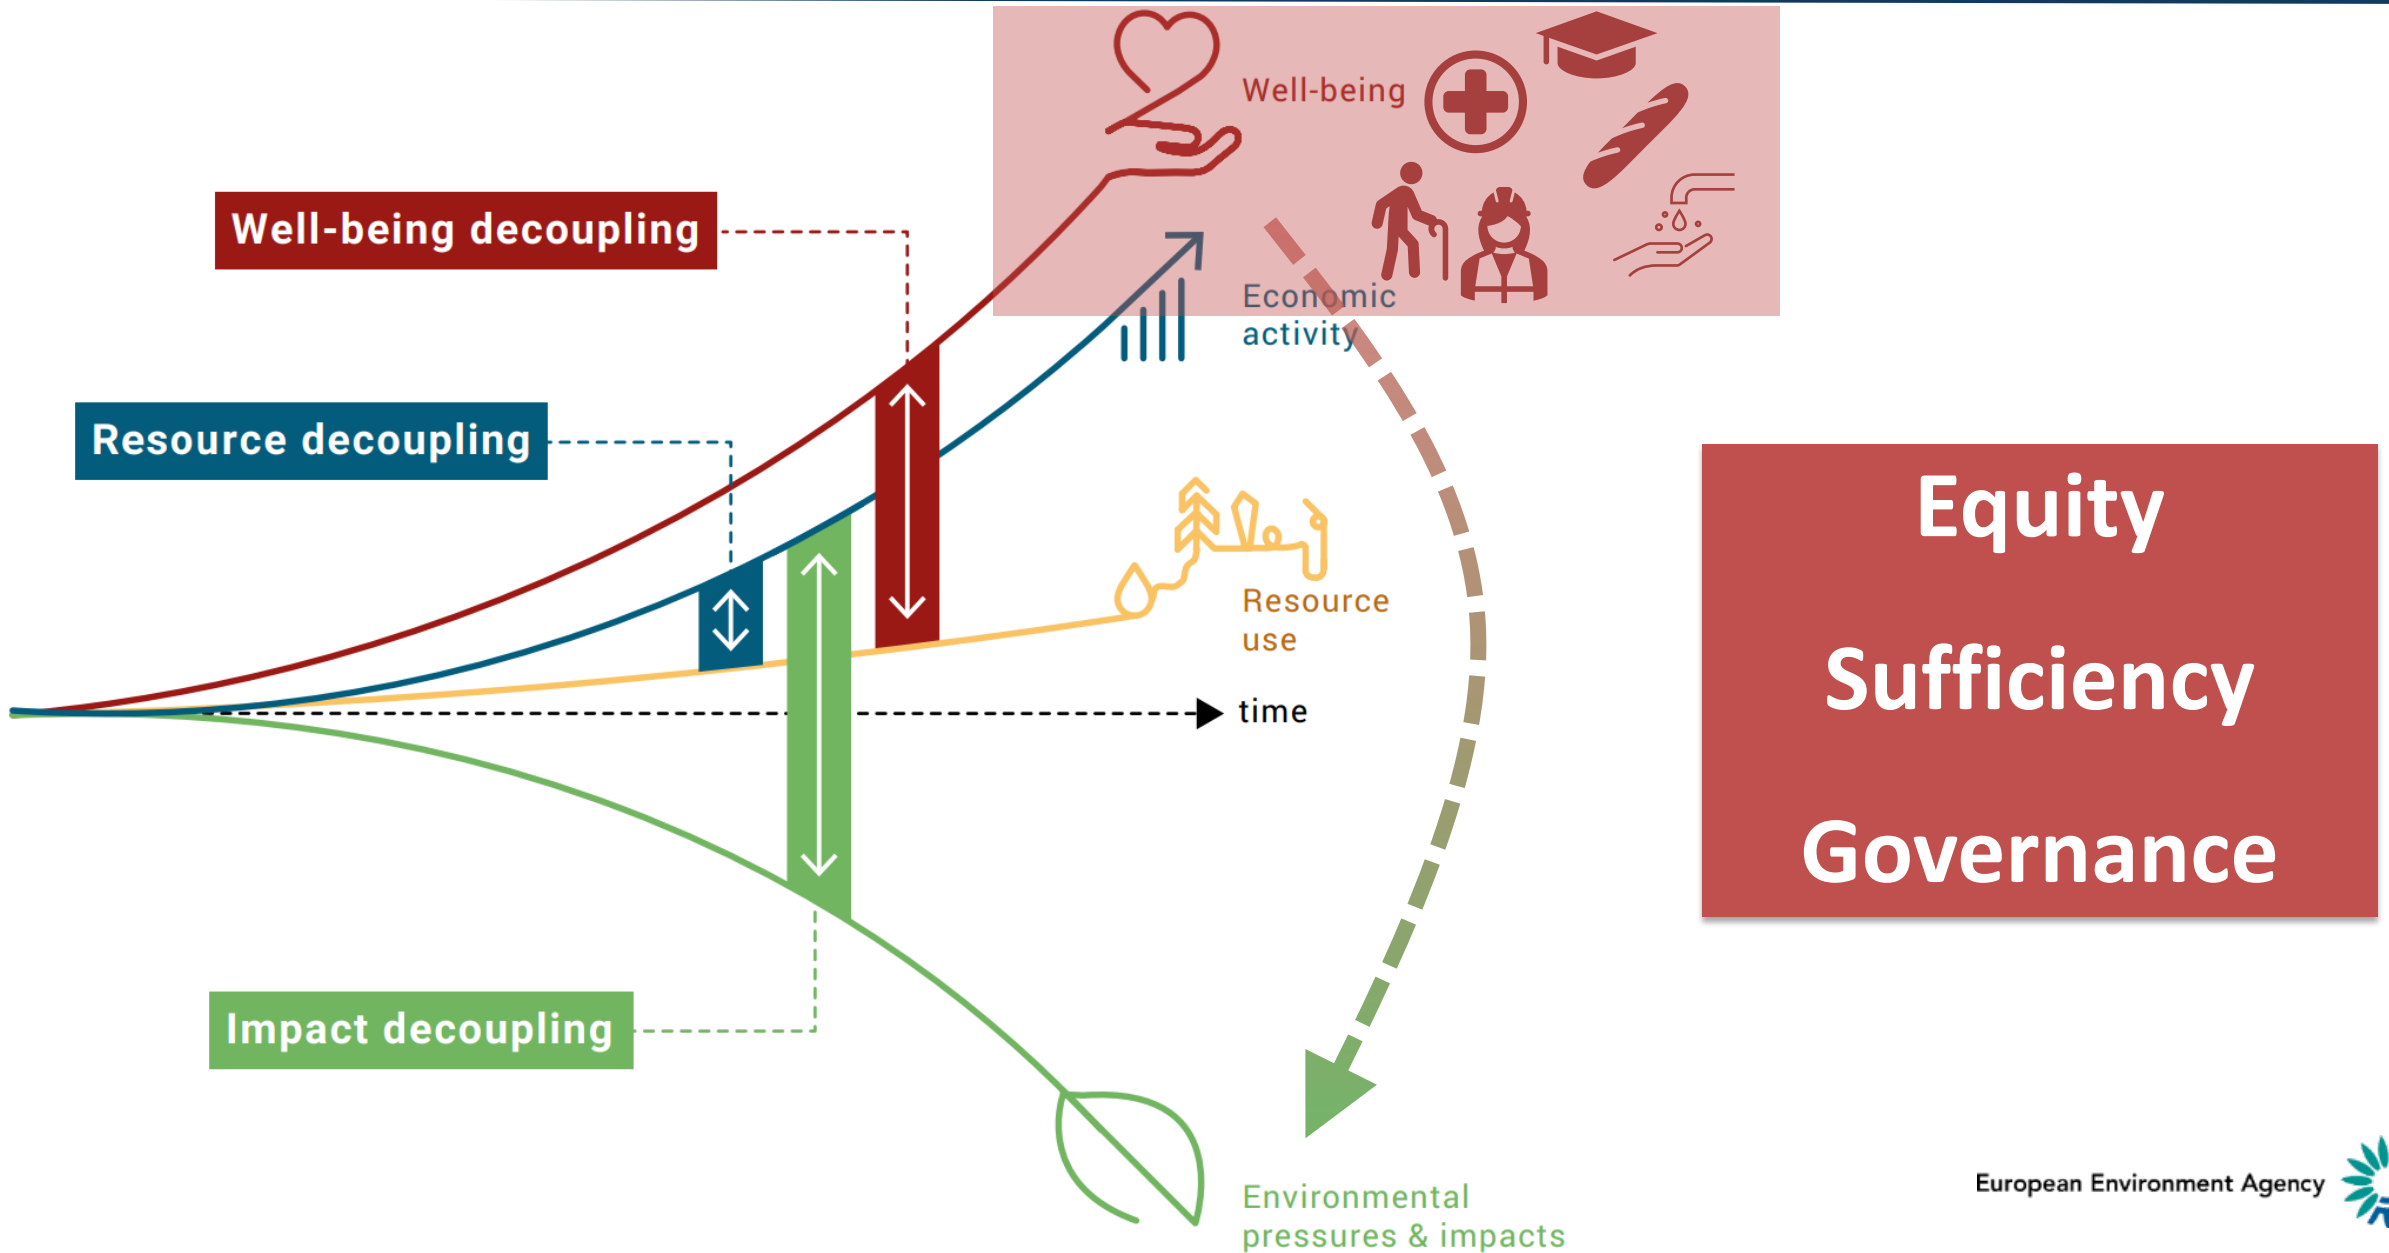 Well-being
Well-being decoupling
Economic
activity
Resource decoupling
Equity
Sufficiency
Governance
Resource
use
time
Impact decoupling
European Environment Agency
Environmental
pressures & impacts